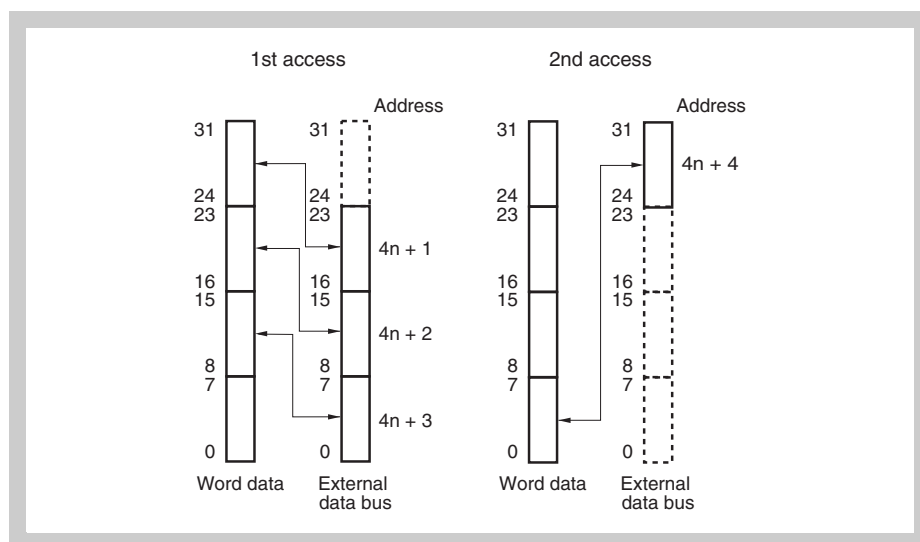 1st access
2nd access
Address
Address
31
31
31
31
4n + 4
24
24
24
24
23
23
23
23
4n + 1
16
16
16
16
15
15
15
15
4n + 2
8
8
8
8
7
7
7
7
4n + 3
0
0
0
0
Word data
External
data bus
Word data
External
data bus